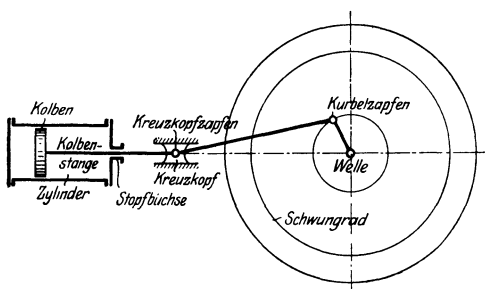 Kolben
Kreuzkopfzapfen
Kurbelzapfen
Kolben-
stange
Welle
Zylinder
Kreuzkopf
Stopfbüchse
Schwungrad